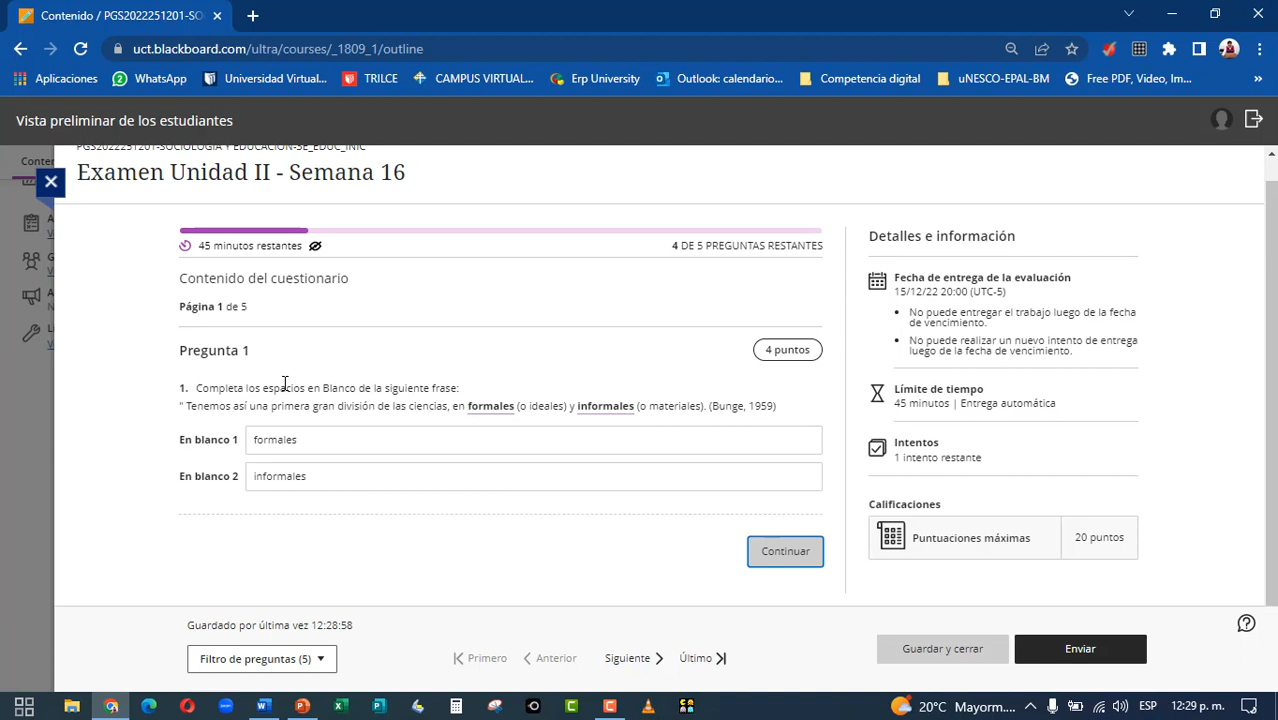 Contenido / PGS2022251201-SO
uct.blackboard.com/ultra/courses/_1809_1/outline
Aplicaciones
WhatsApp
Universidad Virtual...
TRILCE
CAMPUS VIRTUAL...
Erp University
Outlook: calendario...
Competencia digital
uNESCO-EPAL-BM
Free PDF, Video, Im...
»
Vista preliminar de los estudiantes
Conte
PGS2022251201-SOCIOLOGIA Y EDUCACION-SE_EDUC_INIC
Examen Unidad II - Semana 16
45 minutos restantes
4 DE 5 PREGUNTAS RESTANTES
Contenido del cuestionario
Página 1 de 5
Pregunta 1
4 puntos
1. Completa los espacios en Blanco de la siguiente frase:
" Tenemos así una primera gran división de las ciencias, en formales (o ideales) y informales (o materiales). (Bunge, 1959)
En blanco 1
formales
En blanco 2
informales
Continuar
Detalles e información
Fecha de entrega de la evaluación
15/12/22 20:00 (UTC-5)
• No puede entregar el trabajo luego de la fecha
de vencimiento.
• No puede realizar un nuevo intento de entrega
luego de la fecha de vencimiento.
Límite de tiempo
45 minutos | Entrega automática
Intentos
1 intento restante
Calificaciones
Puntuaciones máximas
20 puntos
Guardado por última vez 12:28:58
Filtro de preguntas (5)
Primero
Anterior
Siguiente
Último
Guardar y cerrar
Enviar
20°C Mayorm...
ESP
12:29 p. m.